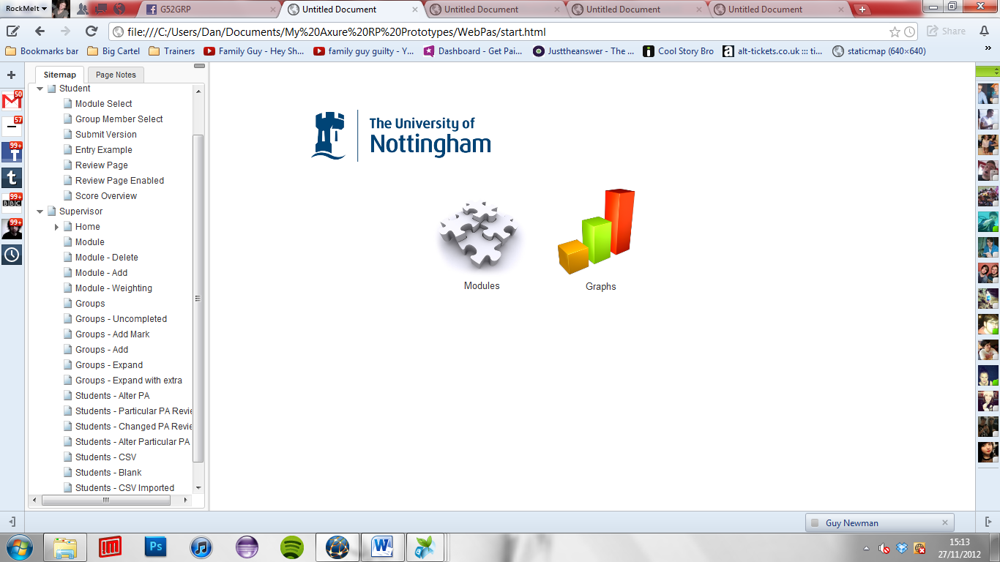 RockMelt
G52GRP
Untitled Document
Untitled Document
Untitled Document
Untitled Document
file:///C:/Users/Dan/Documents/My%20Axure%20RP%20Prototypes/WebPas/start.html
Share
Bookmarks bar
Big Cartel
Trainers
Family Guy - Hey Sh...
family guy guilty - Y...
Dashboard - Get Pai...
Justtheanswer - The ...
Cool Story Bro
alt-tickets.co.uk ::: ti...
staticmap (640×640)
»
Sitemap
Page Notes
50
57
99+
99+
BBC
99+
Student
Module Select
Group Member Select
Submit Version
Entry Example
Review Page
Review Page Enabled
Score Overview
Supervisor
Home
Module
Module - Delete
Module - Add
Module - Weighting
Groups
Groups - Uncompleted
Groups - Add Mark
Groups - Add
Groups - Expand
Groups - Expand with extra
Students - Alter PA
Students - Particular PA Revie
Students - Changed PA Revie
Students - Alter Particular PA
Students - CSV
Students - Blank
Students - CSV Imported
The University of
Nottingham
Modules
Graphs
Guy Newman
Ps
15:13
27/11/2012